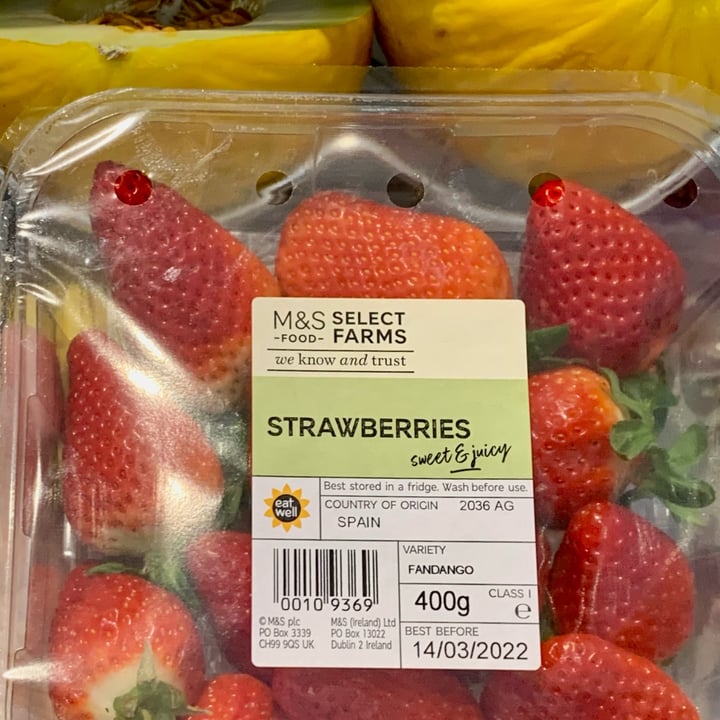 M&S SELECT
-FOOD- FARMS
we know and trust
STRAWBERRIES
sweet & juicy
Best stored in a fridge. Wash before use.
eat well
COUNTRY OF ORIGIN 2036 AG
SPAIN
VARIETY
FANDANGO
0010 9369
400g CLASS I
e
© M&S plc
PO Box 3339
CH99 9QS UK
M&S (Ireland) Ltd
PO Box 13022
Dublin 2 Ireland
BEST BEFORE
14/03/2022